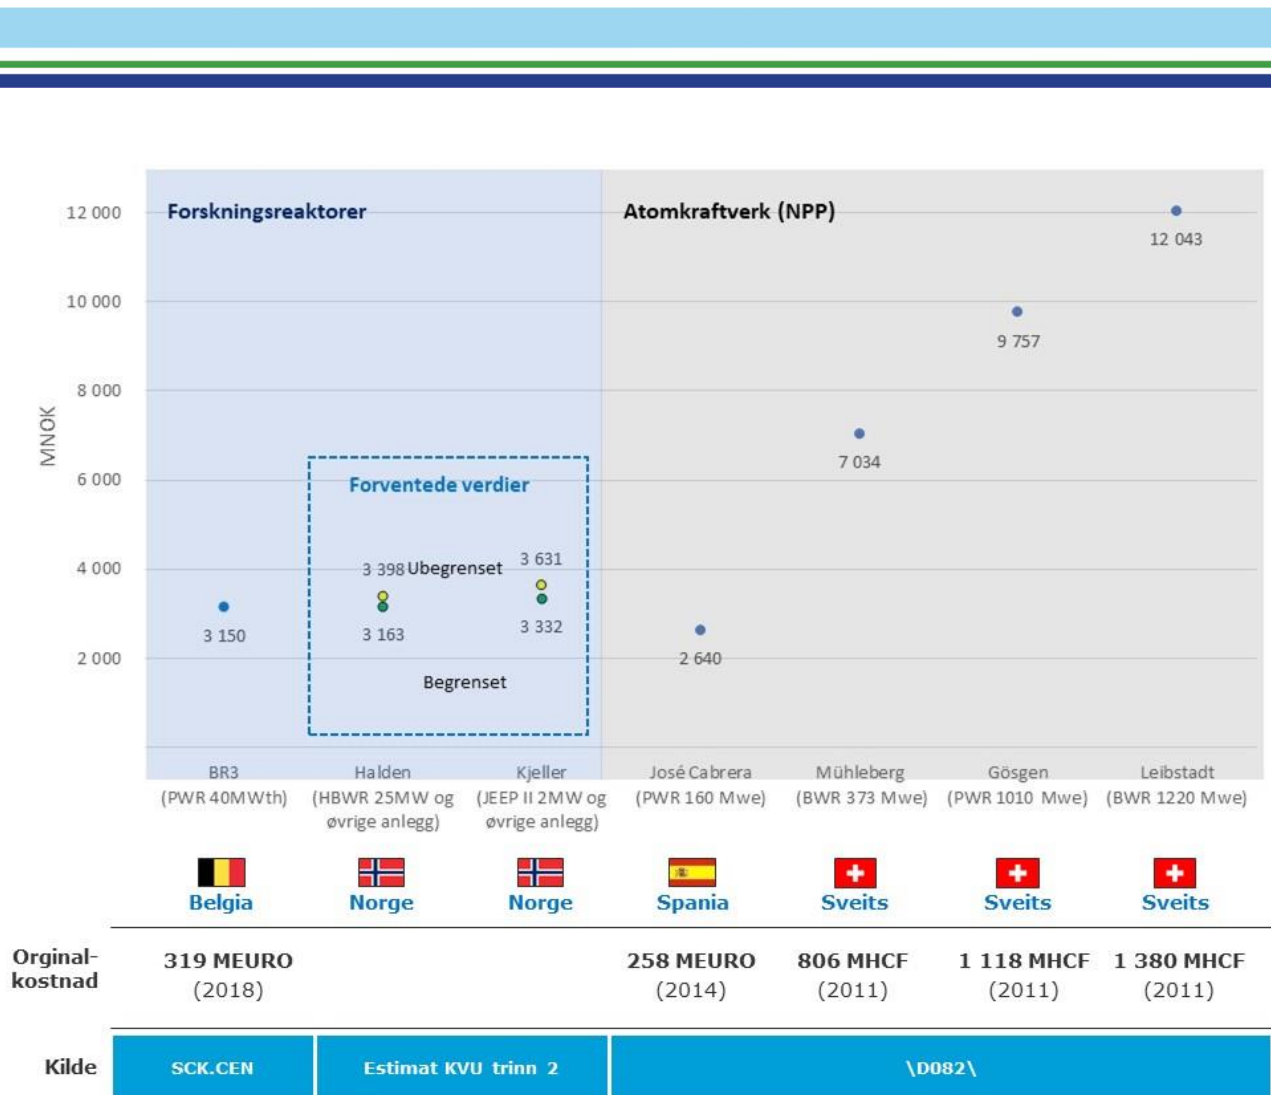 Forskningsreaktorer
Atomkraftverk (NPP)
12 000
12 043
10 000
9 757
8 000
MNOK
7 034
6 000
Forventede verdier
4 000
3 398 Ubegrenset
3 631
3 150
3 163
3 332
2 640
2 000
Begrenset
BR3
(PWR 40MWth)
Halden
(HBWR 25MW og
øvrige anlegg)
Kjeller
(JEEP II 2MW og
øvrige anlegg)
José Cabrera
(PWR 160 Mwe)
Mühleberg
(BWR 373 Mwe)
Gösgen
(PWR 1010 Mwe)
Leibstadt
(BWR 1220 Mwe)
Belgia
Norge
Norge
Spania
Sveits
Sveits
Sveits
Orginal-
kostnad
319 MEURO
(2018)
258 MEURO
(2014)
806 MHCF
(2011)
1 118 MHCF
(2011)
1 380 MHCF
(2011)
Kilde
SCK.CEN
Estimat KVU trinn 2
\D082\